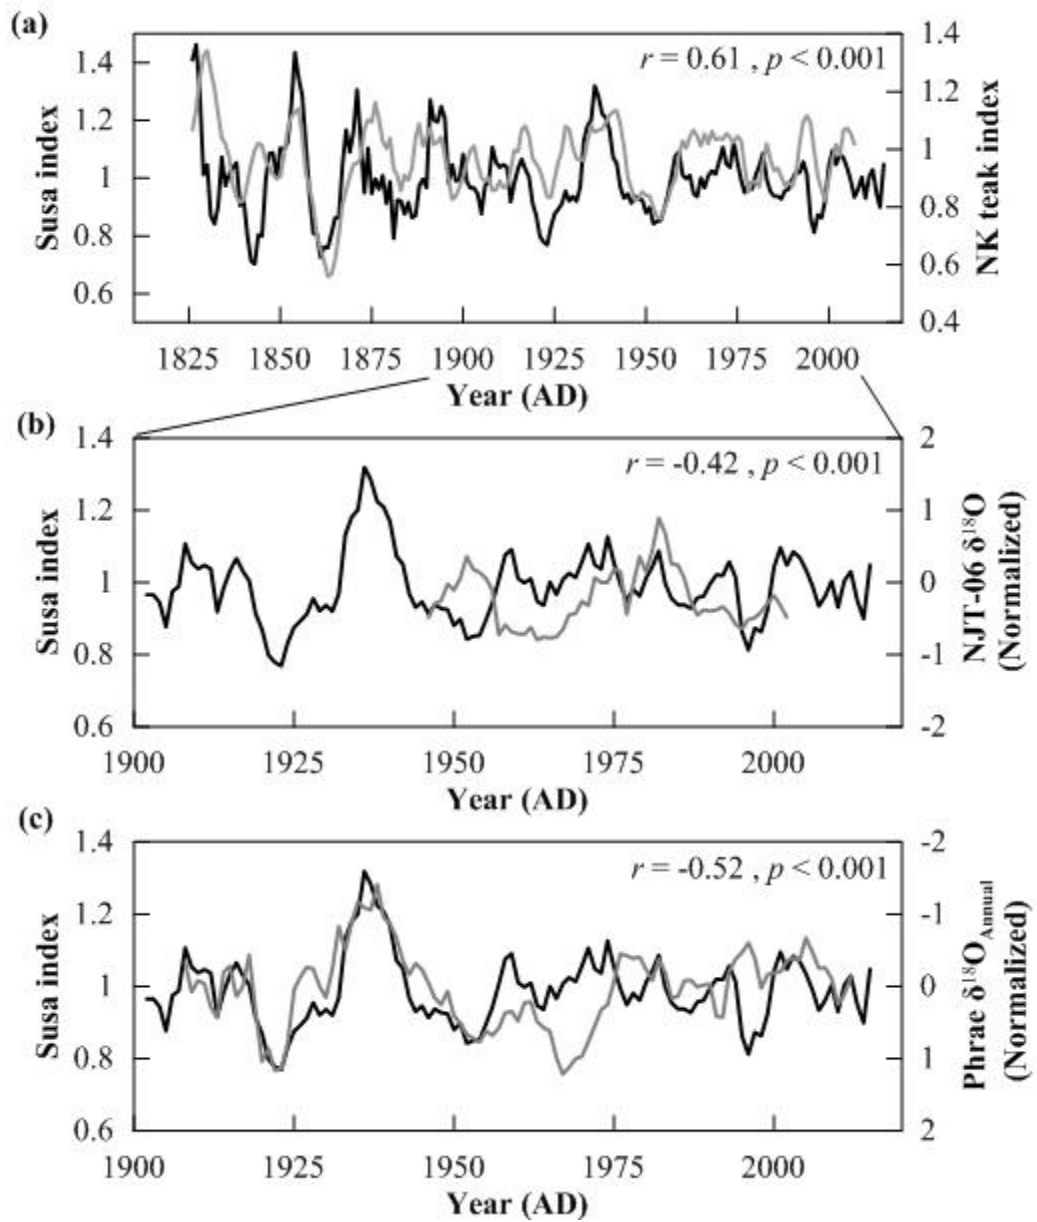 (a)
r = 0.61 , p < 0.001
Susa index
1.4
1.2
1
0.8
0.6
NK teak index
1.4
1.2
1
0.8
0.6
0.4
1825 1850 1875 1900 1925 1950 1975 2000
Year (AD)
(b)
r = -0.42 , p < 0.001
Susa index
1.4
1.2
1
0.8
0.6
NJT-06 δ¹⁸O
(Normalized)
2
1
0
-1
-2
1900 1925 1950 1975 2000
Year (AD)
(c)
r = -0.52 , p < 0.001
Susa index
1.4
1.2
1
0.8
0.6
Phrae δ¹⁸O Annual
(Normalized)
-2
-1
0
1
2
1900 1925 1950 1975 2000
Year (AD)